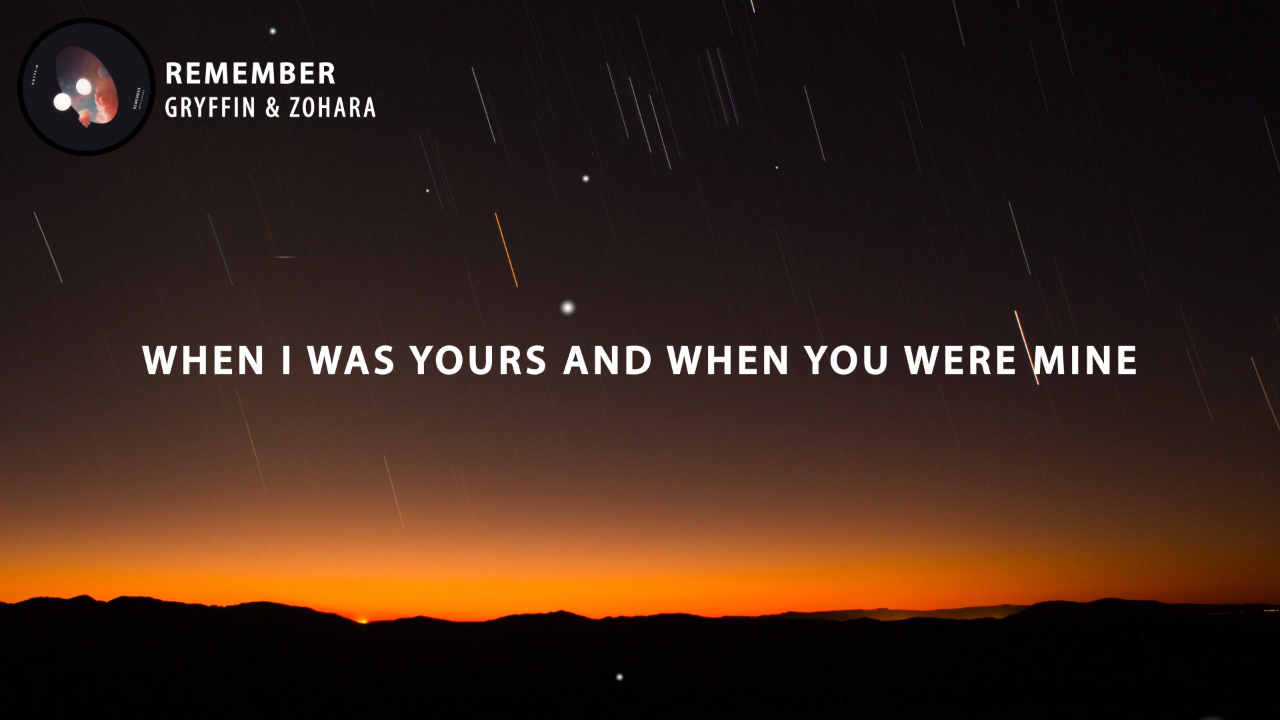 REMEMBER
GRYFFIN & ZOHARA
WHEN I WAS YOURS AND WHEN YOU WERE MINE